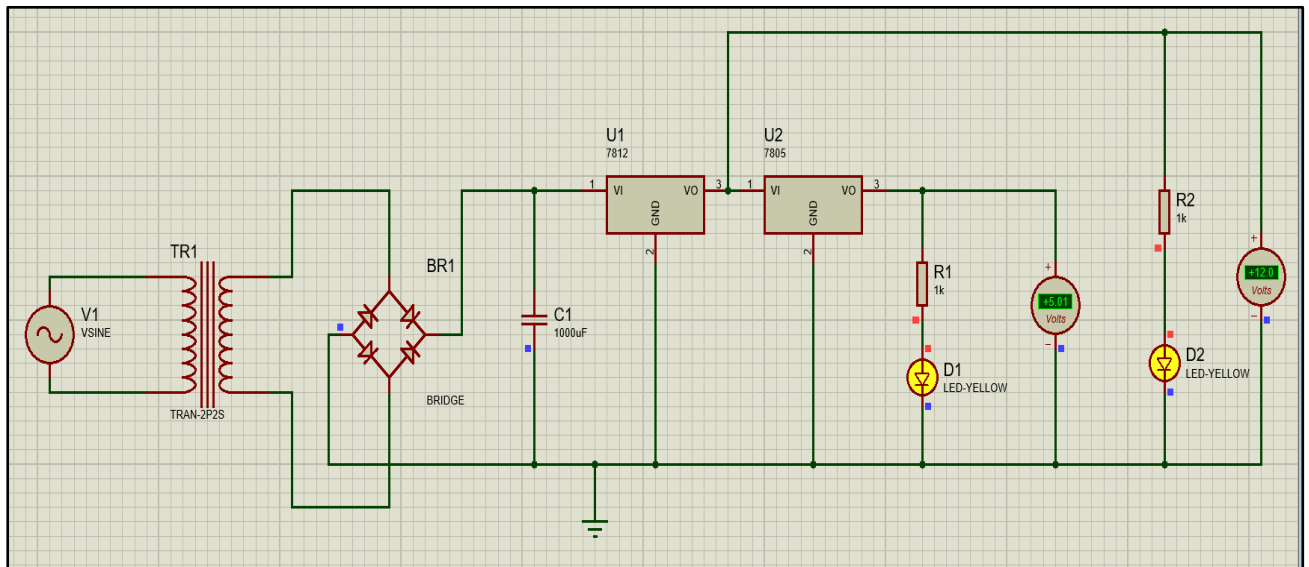 V1
VSINE
TR1
TRAN-2P2S
BR1
BRIDGE
C1
1000uF
U1
7812
1
VI
VO
3
GND
2
U2
7805
1
VI
VO
3
GND
2
R1
1k
D1
LED-YELLOW
+
+5.01
Volts
−
R2
1k
D2
LED-YELLOW
+
+12.0
Volts
−